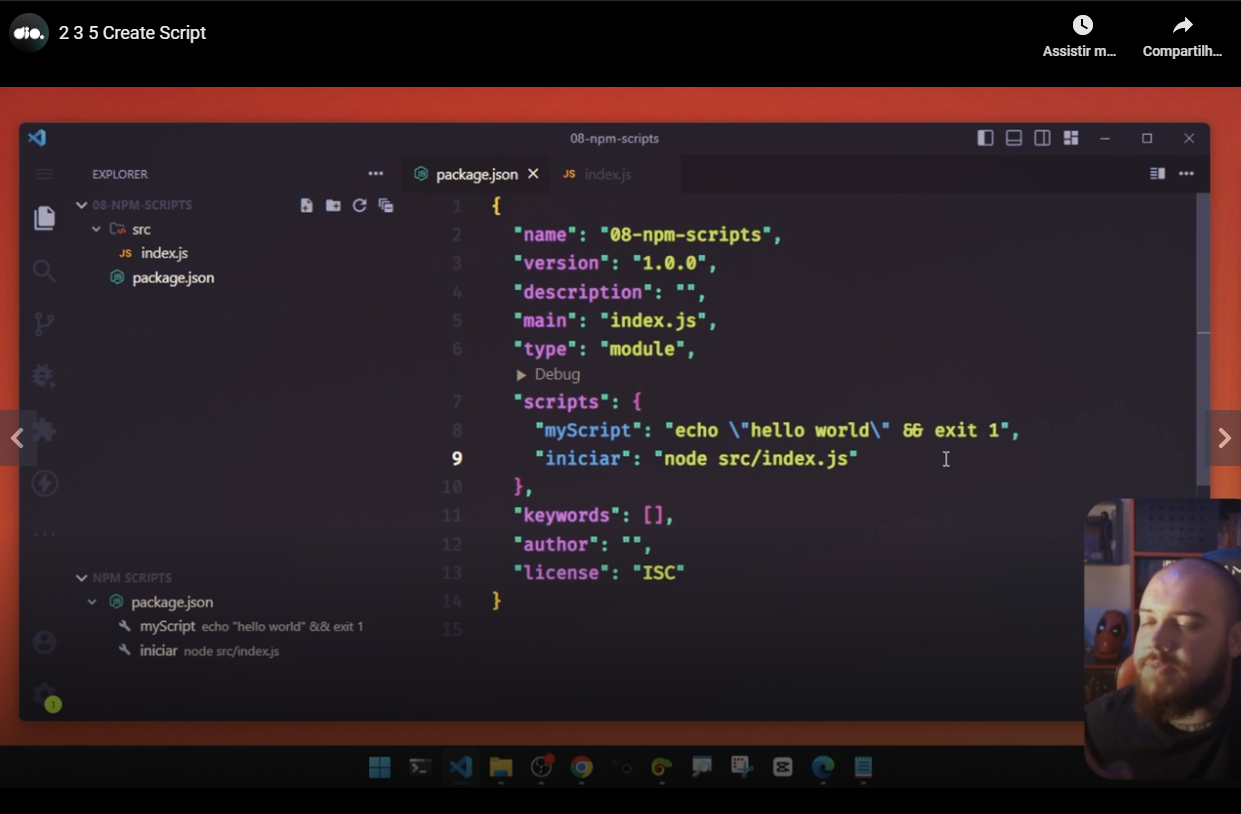 dio.
2 3 5 Create Script
Assistir m...
Compartilh...
08-npm-scripts
EXPLORER
08-NPM-SCRIPTS
src
JS index.js
package.json
package.json
JS index.js
1 {
2 "name": "08-npm-scripts",
3 "version": "1.0.0",
4 "description": "",
5 "main": "index.js",
6 "type": "module",
Debug
7 "scripts": {
8 "myScript": "echo \"hello world\" && exit 1",
9 "iniciar": "node src/index.js"
10 },
11 "keywords": [],
12 "author": "",
13 "license": "ISC"
14 }
15
NPM SCRIPTS
package.json
myScript echo "hello world" && exit 1
iniciar node src/index.js
1